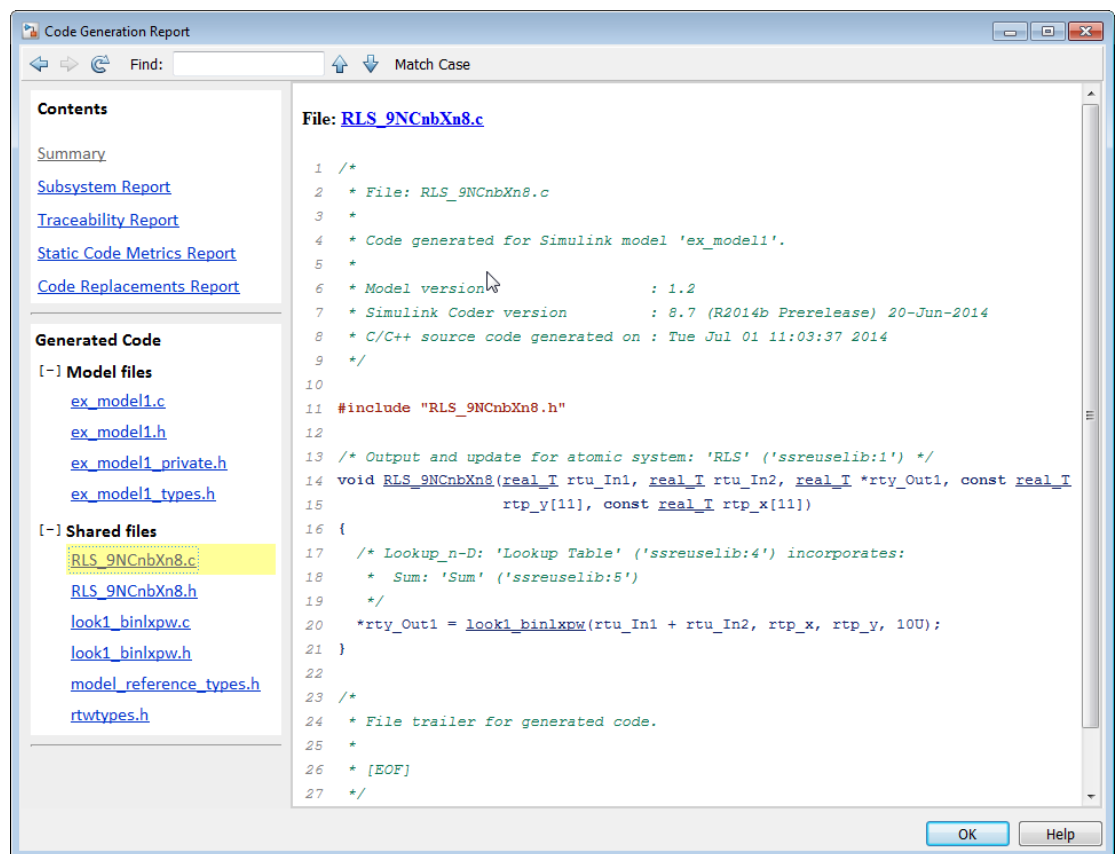 Code Generation Report
Find: Match Case
Contents
Summary
Subsystem Report
Traceability Report
Static Code Metrics Report
Code Replacements Report
Generated Code
[-] Model files
ex_model1.c
ex_model1.h
ex_model1_private.h
ex_model1_types.h
[-] Shared files
RLS_9NCnbXn8.c
RLS_9NCnbXn8.h
look1_binlxpw.c
look1_binlxpw.h
model_reference_types.h
rtwtypes.h
File: RLS_9NCnbXn8.c
1 /*
2  * File: RLS_9NCnbXn8.c
3  *
4  * Code generated for Simulink model 'ex_model1'.
5  *
6  * Model version                  : 1.2
7  * Simulink Coder version         : 8.7 (R2014b Prerelease) 20-Jun-2014
8  * C/C++ source code generated on : Tue Jul 01 11:03:37 2014
9  */
10
11 #include "RLS_9NCnbXn8.h"
12
13 /* Output and update for atomic system: 'RLS' ('ssreuselib:1') */
14 void RLS_9NCnbXn8(real_T rtu_In1, real_T rtu_In2, real_T *rty_Out1, const real_T
15                   rtp_y[11], const real_T rtp_x[11])
16 {
17   /* Lookup_n-D: 'Lookup Table' ('ssreuselib:4') incorporates:
18    *  Sum: 'Sum' ('ssreuselib:5')
19    */
20   *rty_Out1 = look1_binlxpw(rtu_In1 + rtu_In2, rtp_x, rtp_y, 10U);
21 }
22
23 /*
24  * File trailer for generated code.
25  *
26  * [EOF]
27  */
OK Help